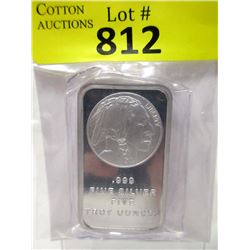 COTTON
AUCTIONS
Lot #
812
LIBERTY
.999
FINE SILVER
FIVE
TROY OUNCES